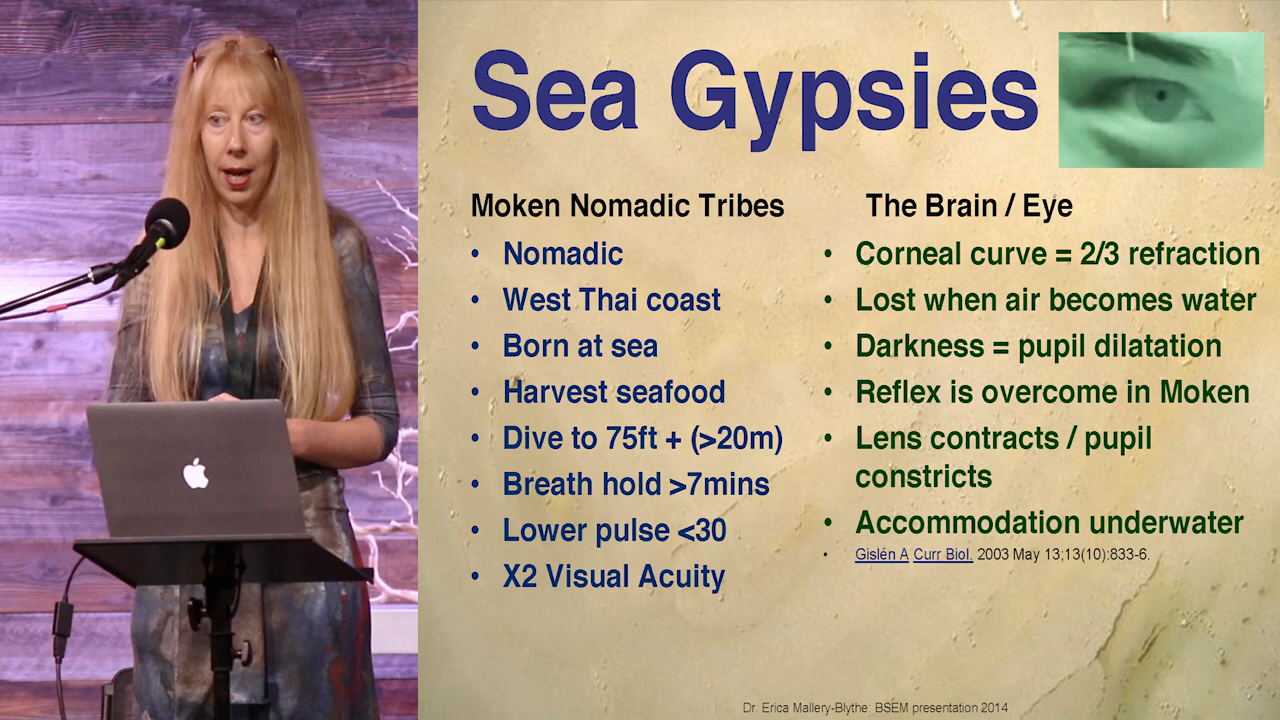 Sea Gypsies
Moken Nomadic Tribes
• Nomadic
• West Thai coast
• Born at sea
• Harvest seafood
• Dive to 75ft + (>20m)
• Breath hold >7mins
• Lower pulse <30
• X2 Visual Acuity
The Brain / Eye
• Corneal curve = 2/3 refraction
• Lost when air becomes water
• Darkness = pupil dilatation
• Reflex is overcome in Moken
• Lens contracts / pupil
constricts
• Accommodation underwater
• Gislén A Curr Biol. 2003 May 13;13(10):833-6.
Dr. Erica Mallery-Blythe: BSEM presentation 2014